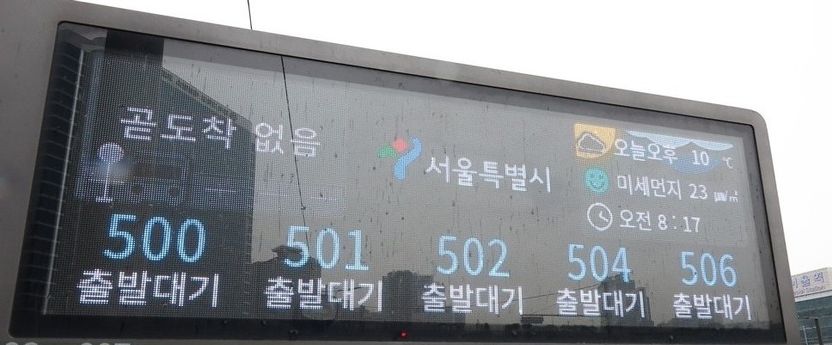 곧도착 없음
서울특별시
오늘오후 10 ℃
미세먼지 23 ㎍/㎥
오전 8:17
500 501 502 504 506
출발대기 출발대기 출발대기 출발대기 출발대기